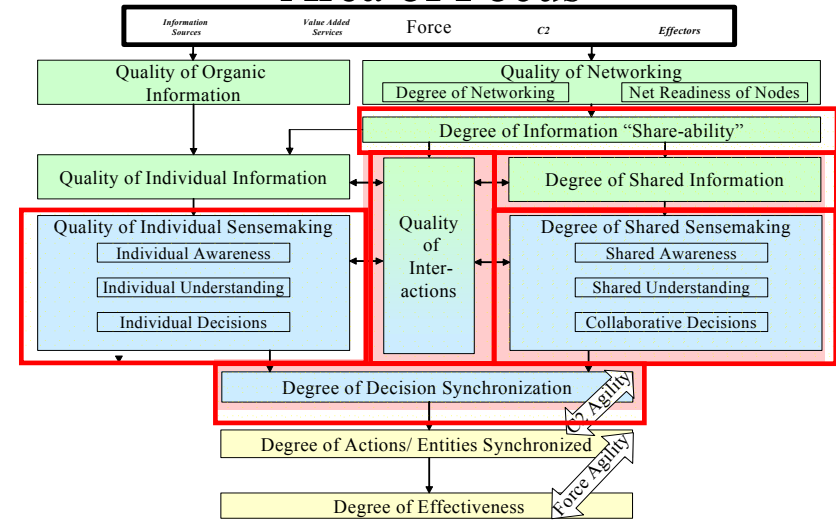 Information Sources
Value Added Services
Force
C2
Effectors
Quality of Organic
Information
Quality of Networking
Degree of Networking
Net Readiness of Nodes
Degree of Information “Share-ability”
Quality of Individual Information
Degree of Shared Information
Quality of Individual Sensemaking
Individual Awareness
Individual Understanding
Individual Decisions
Quality
of
Inter-
actions
Degree of Shared Sensemaking
Shared Awareness
Shared Understanding
Collaborative Decisions
Degree of Decision Synchronization
C2 Agility
Degree of Actions/ Entities Synchronized
Force Agility
Degree of Effectiveness